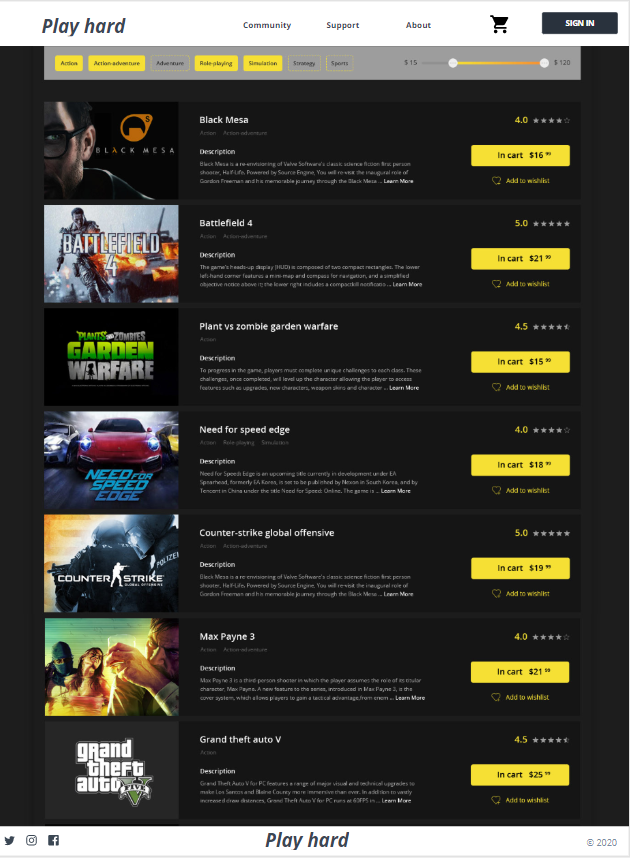 Play hard
Community Support About
SIGN IN
Action Action-adventure Adventure Role-playing Simulation Strategy Sports $ 15 $ 120
BLACK MESA
Black Mesa
Action Action-adventure
Description
Black Mesa is a re-envisioning of Valve Software's classic science fiction first person
shooter, Half-Life. Powered by Source Engine, You will re-visit the inaugural role of
Gordon Freeman and his memorable journey through the Black Mesa ... Learn More
4.0
In cart $16 99
Add to wishlist
BATTLEFIELD
4
Battlefield 4
Action Action-adventure
Description
The game's heads-up display (HUD) is composed of two compact rectangles. The lower
left-hand corner features a mini-map and compass for navigation, and a simplified
objective notice above it; the lower right includes a compact
... Learn More
5.0
In cart $21 99
Add to wishlist
PLANTS VS ZOMBIES
GARDEN
WARFARE
Plant vs zombie garden warfare
Action
Description
To progress in the game, players must complete unique challenges to each class. These
challenges, once completed, will level up the character allowing the player to access
features such as upgrades, new characters, weapon skins and character ... Learn More
4.5
In cart $15 99
Add to wishlist
NEED FOR
SPEED
EDGE
Need for speed edge
Action Role-playing Simulation
Description
Need for Speed: Edge is an upcoming title currently in development under EA
Spearhead, formerly EA Korea, is set to be published by Nexon in South Korea, and by
Tencent in China under the title Need for Speed: Online. The game is ... Learn More
4.0
In cart $18 99
Add to wishlist
POLIZEI
COUNTER STRIKE
GLOBAL OFFENSIVE
Counter-strike global offensive
Action Action-adventure
Description
Black Mesa is a re-envisioning of Valve Software's classic science fiction first person
shooter, Half-Life. Powered by Source Engine, You will re-visit the inaugural role of
Gordon Freeman and his memorable journey through the Black Mesa ... Learn More
5.0
In cart $19 99
Add to wishlist
Max Payne 3
Action Action-adventure
Description
Max Payne 3 is a third-person shooter in which the player assumes the role of its titular
character, Max Payne. A new feature to the series, introduced in Max Payne 3, is the
cover system, which allows players to gain a tactical advantage,from enem ... Learn More
4.0
In cart $21 99
Add to wishlist
grand
theft
auto
FIVE
Grand theft auto V
Action
Description
Grand Theft Auto V for PC features a range of major visual and technical upgrades to
make Los Santos and Blaine County more immersive than ever. In addition to vastly
increased draw distances, Grand Theft Auto V for PC runs at 60FPS in ... Learn More
4.5
In cart $25 99
Add to wishlist
Play hard
© 2020